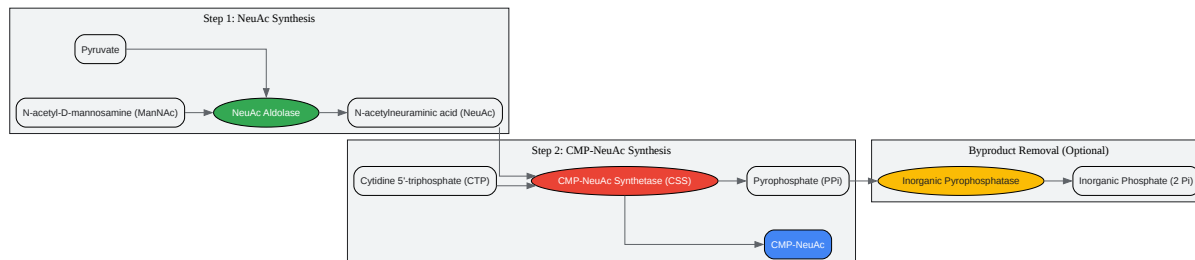 Step 1: NeuAc Synthesis
Pyruvate
N-acetyl-D-mannosamine (ManNAc)
NeuAc Aldolase
N-acetylneuraminic acid (NeuAc)
Step 2: CMP-NeuAc Synthesis
Cytidine 5'-triphosphate (CTP)
CMP-NeuAc Synthetase (CSS)
Pyrophosphate (PPi)
CMP-NeuAc
Byproduct Removal (Optional)
Inorganic Pyrophosphatase
Inorganic Phosphate (2 Pi)